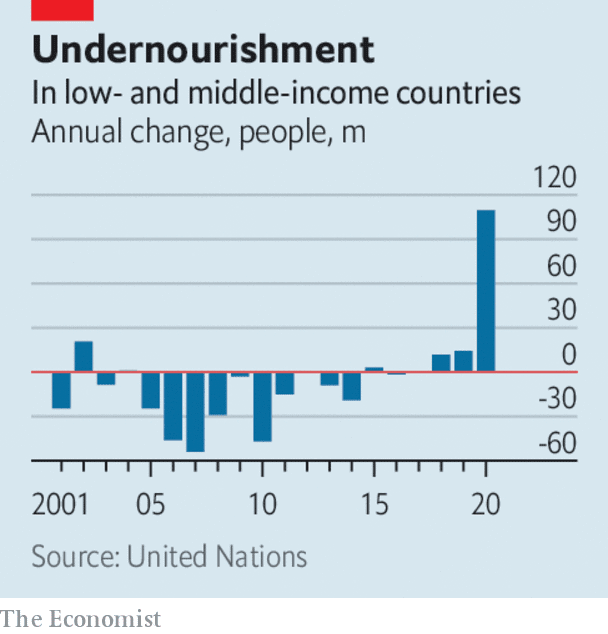 Undernourishment
In low- and middle-income countries
Annual change, people, m
120
90
60
30
0
-30
-60
2001 05 10 15 20
Source: United Nations
The Economist